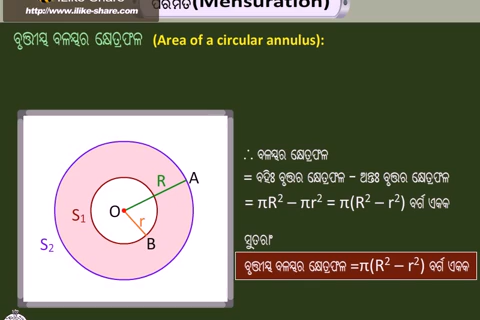 http://www.ilike-share.com
ପରିମିତି(Mensuration)
ବୃତ୍ତୀୟ ବଳୟର କ୍ଷେତ୍ରଫଳ (Area of a circular annulus):
R
A
O
r
S₁
B
S₂
∴ ବଳୟର କ୍ଷେତ୍ରଫଳ
= ବହିଃ ବୃତ୍ତର କ୍ଷେତ୍ରଫଳ − ଅନ୍ତଃ ବୃତ୍ତର କ୍ଷେତ୍ରଫଳ
= πR² − πr² = π(R² − r²) ବର୍ଗ ଏକକ
ସୁତରାଂ
ବୃତ୍ତୀୟ ବଳୟର କ୍ଷେତ୍ରଫଳ =π(R² − r²) ବର୍ଗ ଏକକ